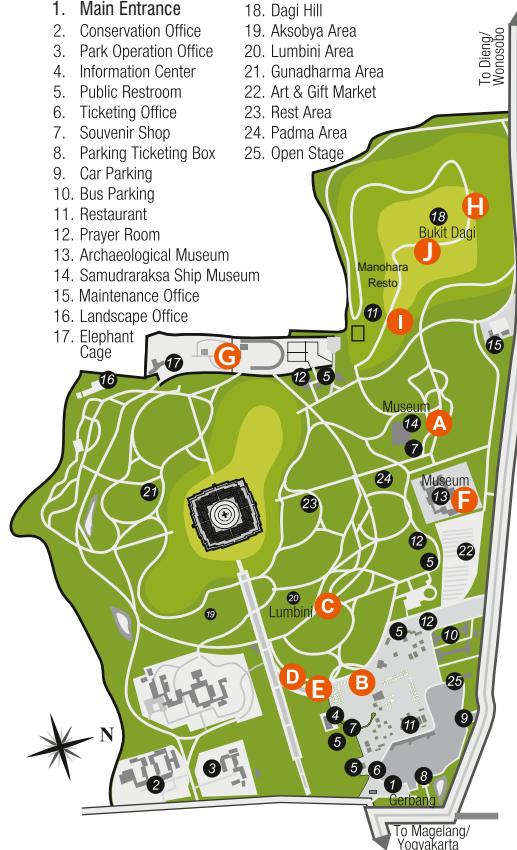 1. Main Entrance
2. Conservation Office
3. Park Operation Office
4. Information Center
5. Public Restroom
6. Ticketing Office
7. Souvenir Shop
8. Parking Ticketing Box
9. Car Parking
10. Bus Parking
11. Restaurant
12. Prayer Room
13. Archaeological Museum
14. Samudraraksa Ship Museum
15. Maintenance Office
16. Landscape Office
17. Elephant
Cage
18. Dagi Hill
19. Aksobya Area
20. Lumbini Area
21. Gunadharma Area
22. Art & Gift Market
23. Rest Area
24. Padma Area
25. Open Stage
To Dieng/
Wonosobo
H
18
Bukit Dagi
J
Manohara
Resto
11
I
15
G
17
12
5
16
Museum
14
A
7
24
Museum
13
F
21
23
12
5
22
20
Lumbini
C
19
12
5
10
D
E
B
25
4
7
11
9
5
N
5
6
3
2
1
8
Gerbang
To Magelang/
Yogyakarta